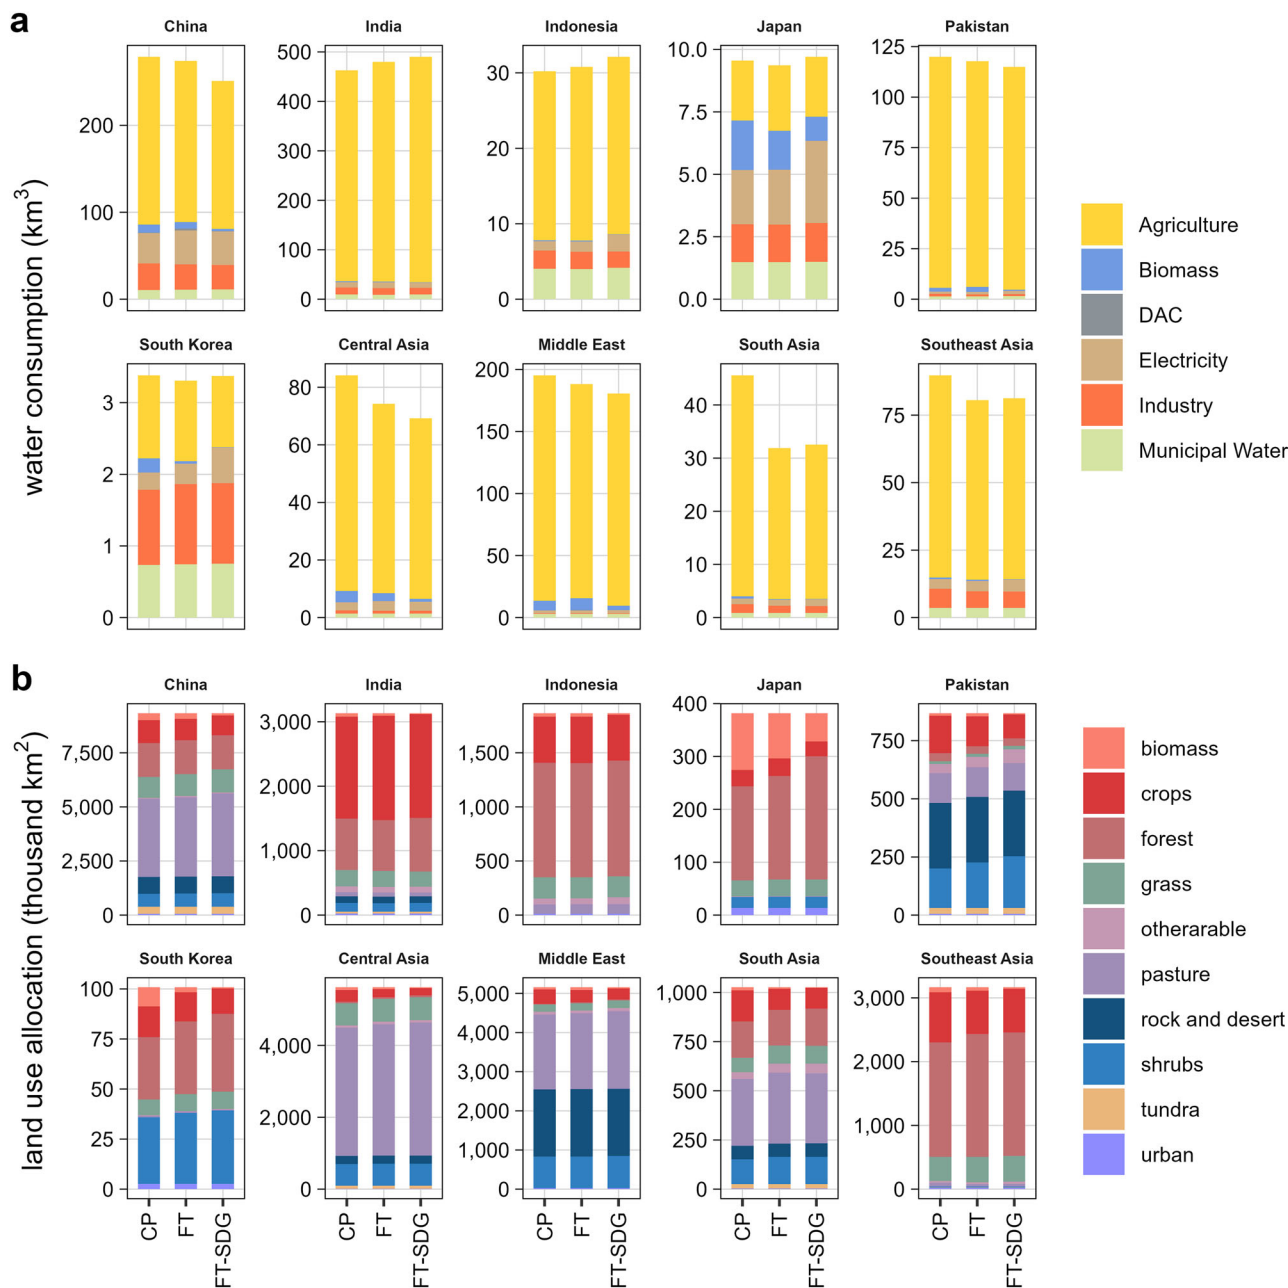 a
China
India
Indonesia
Japan
Pakistan
water consumption (km³)
0
100
200
0
100
200
300
400
500
0
10
20
30
0.0
2.5
5.0
7.5
10.0
0
25
50
75
100
125
South Korea
Central Asia
Middle East
South Asia
Southeast Asia
0
1
2
3
0
20
40
60
80
0
50
100
150
200
0
10
20
30
40
0
25
50
75
Agriculture
Biomass
DAC
Electricity
Industry
Municipal Water
b
China
India
Indonesia
Japan
Pakistan
land use allocation (thousand km²)
0
2,500
5,000
7,500
0
1,000
2,000
3,000
0
500
1,000
1,500
0
100
200
300
400
0
250
500
750
South Korea
Central Asia
Middle East
South Asia
Southeast Asia
0
25
50
75
100
0
2,000
4,000
0
1,000
2,000
3,000
4,000
5,000
0
250
500
750
1,000
0
1,000
2,000
3,000
CP
FT
FT-SDG
CP
FT
FT-SDG
CP
FT
FT-SDG
CP
FT
FT-SDG
CP
FT
FT-SDG
biomass
crops
forest
grass
otherarable
pasture
rock and desert
shrubs
tundra
urban